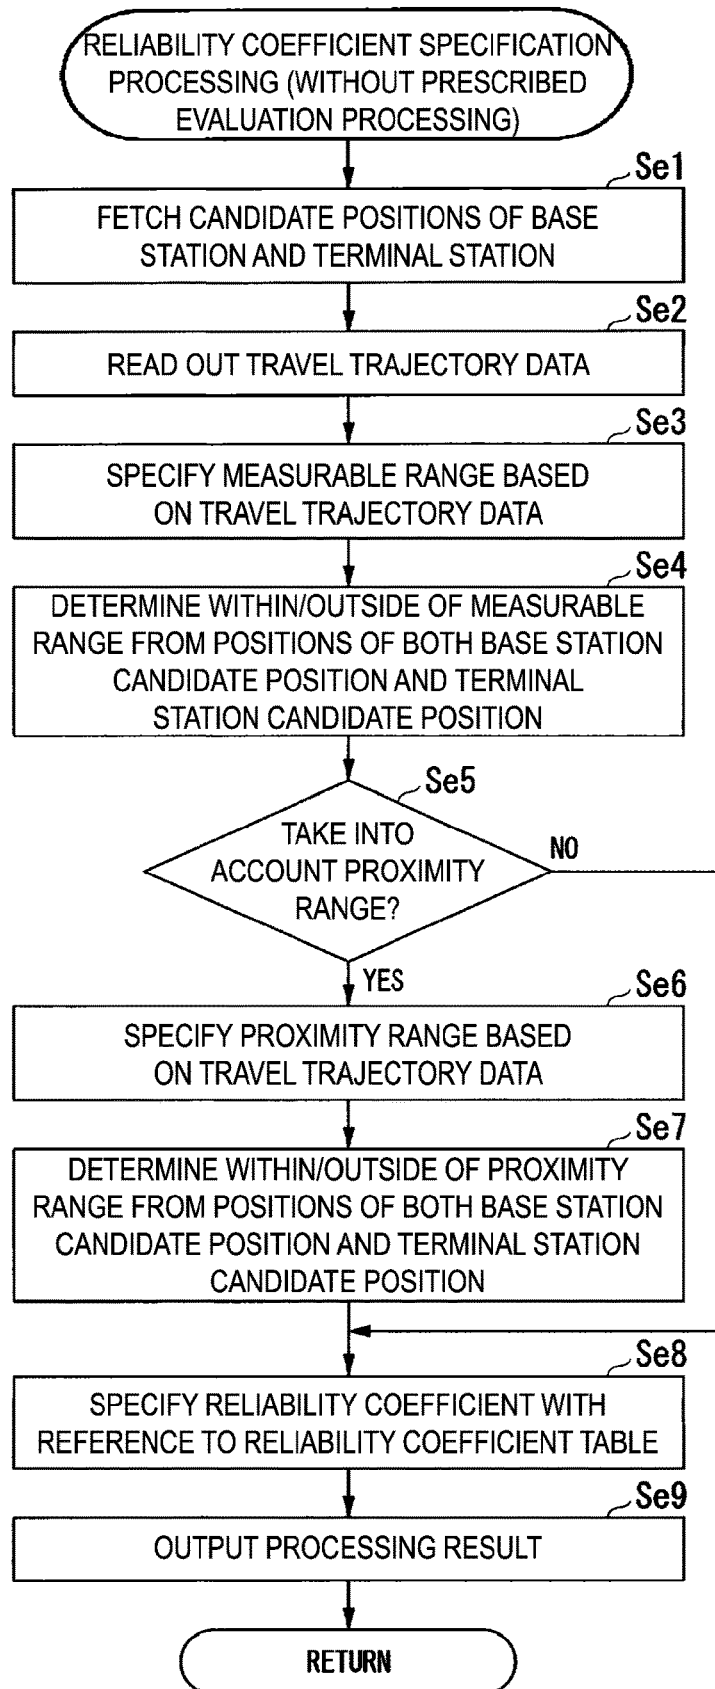 RELIABILITY COEFFICIENT SPECIFICATION
PROCESSING (WITHOUT PRESCRIBED
EVALUATION PROCESSING)
Se1
FETCH CANDIDATE POSITIONS OF BASE
STATION AND TERMINAL STATION
Se2
READ OUT TRAVEL TRAJECTORY DATA
Se3
SPECIFY MEASURABLE RANGE BASED
ON TRAVEL TRAJECTORY DATA
Se4
DETERMINE WITHIN/OUTSIDE OF MEASURABLE
RANGE FROM POSITIONS OF BOTH BASE STATION
CANDIDATE POSITION AND TERMINAL
STATION CANDIDATE POSITION
Se5
TAKE INTO
ACCOUNT PROXIMITY
RANGE?
NO
YES
Se6
SPECIFY PROXIMITY RANGE BASED
ON TRAVEL TRAJECTORY DATA
Se7
DETERMINE WITHIN/OUTSIDE OF PROXIMITY
RANGE FROM POSITIONS OF BOTH BASE STATION
CANDIDATE POSITION AND TERMINAL STATION
CANDIDATE POSITION
Se8
SPECIFY RELIABILITY COEFFICIENT WITH
REFERENCE TO RELIABILITY COEFFICIENT TABLE
Se9
OUTPUT PROCESSING RESULT
RETURN